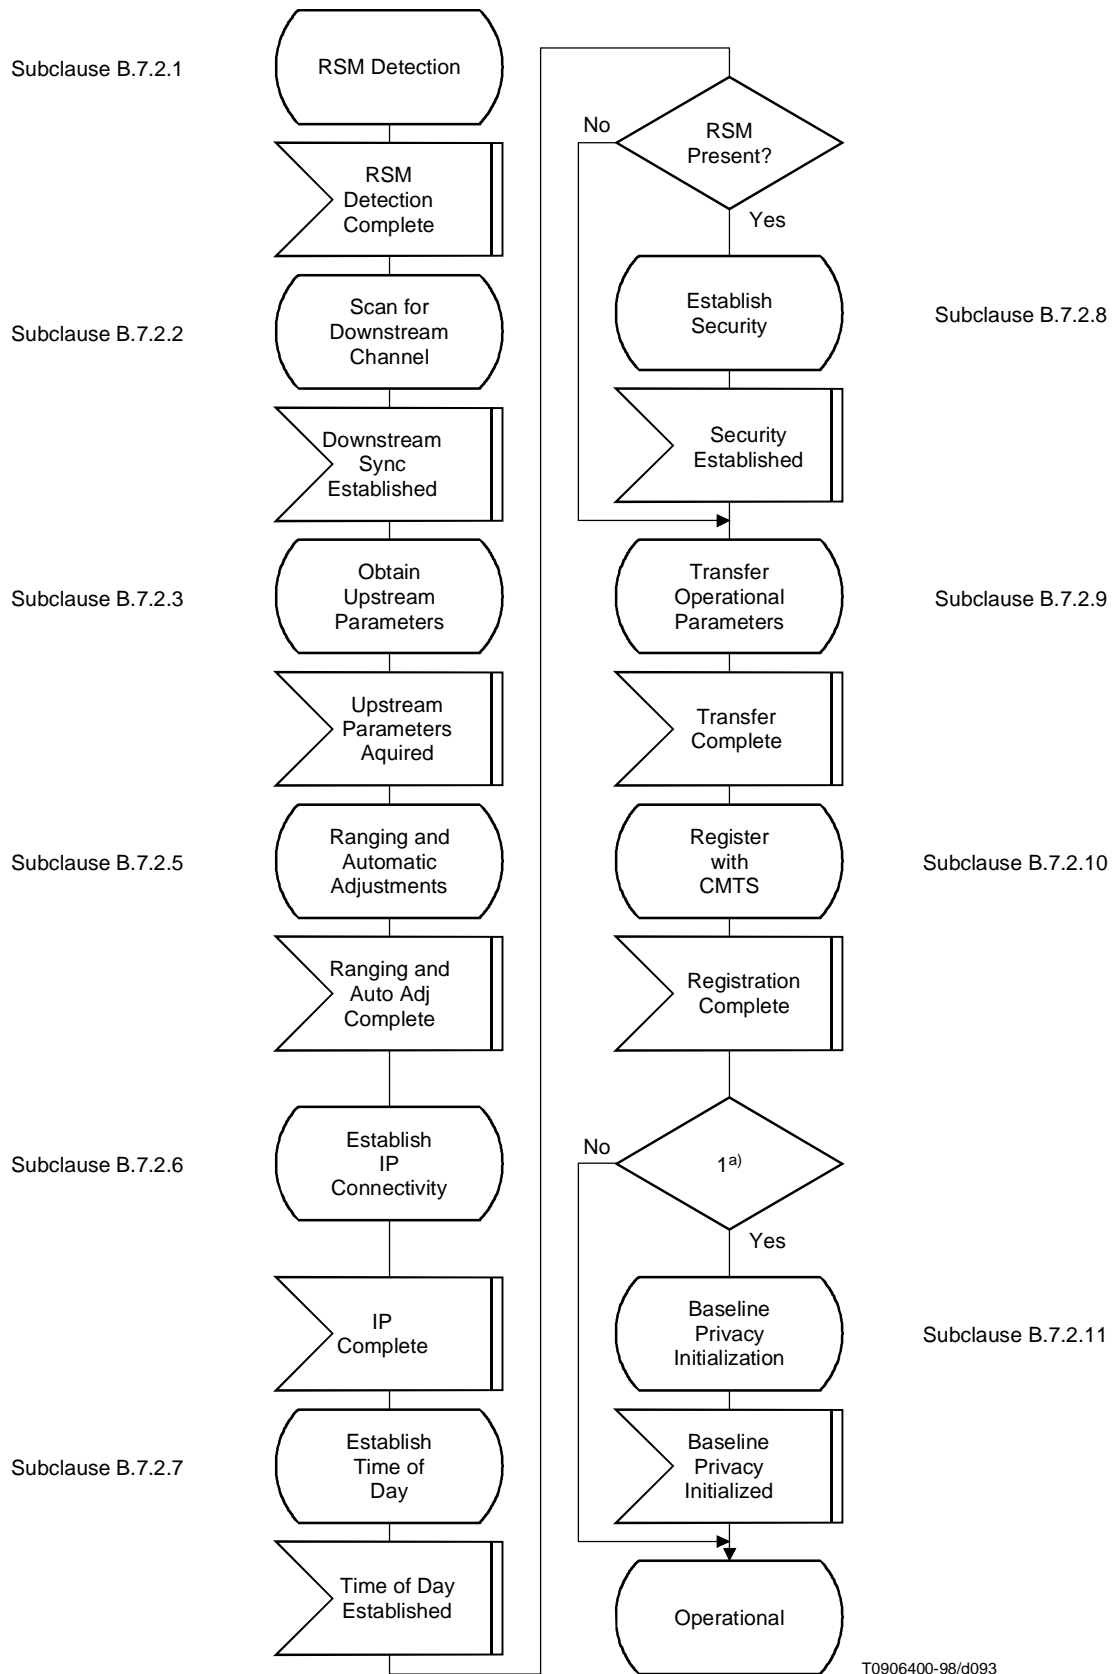 Subclause B.7.2.1
RSM Detection
RSM
Detection
Complete
Subclause B.7.2.2
Scan for
Downstream
Channel
Downstream
Sync
Established
Subclause B.7.2.3
Obtain
Upstream
Parameters
Upstream
Parameters
Aquired
Subclause B.7.2.5
Ranging and
Automatic
Adjustments
Ranging and
Auto Adj
Complete
Subclause B.7.2.6
Establish
IP
Connectivity
IP
Complete
Subclause B.7.2.7
Establish
Time of
Day
Time of Day
Established
No
RSM
Present?
Yes
Establish
Security
Subclause B.7.2.8
Security
Established
Transfer
Operational
Parameters
Subclause B.7.2.9
Transfer
Complete
Register
with
CMTS
Subclause B.7.2.10
Registration
Complete
No
1a)
Yes
Baseline
Privacy
Initialization
Subclause B.7.2.11
Baseline
Privacy
Initialized
Operational
T0906400-98/d093